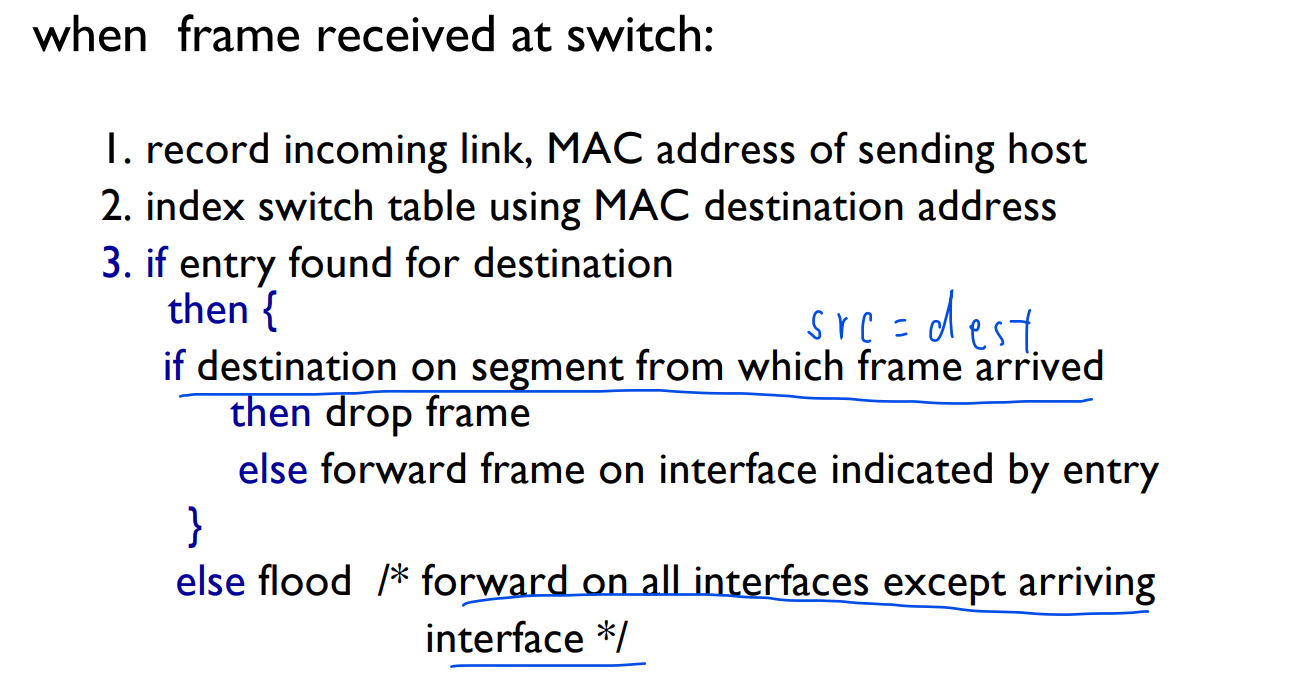 when frame received at switch:
1. record incoming link, MAC address of sending host
2. index switch table using MAC destination address
3. if entry found for destination
then {
src = dest
if destination on segment from which frame arrived
then drop frame
else forward frame on interface indicated by entry
}
else flood /* forward on all interfaces except arriving
interface */